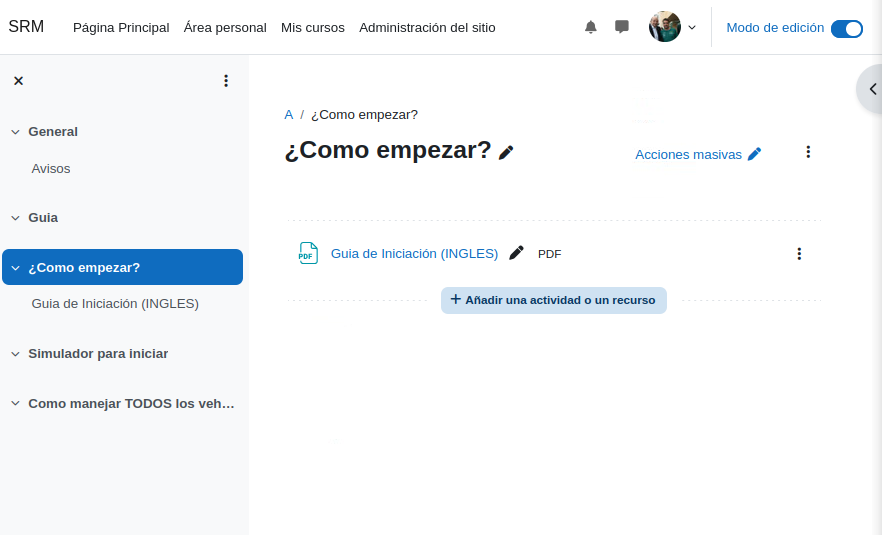 SRM Página Principal Área personal Mis cursos Administración del sitio Modo de edición
General
Avisos
Guia
¿Como empezar?
Guia de Iniciación (INGLES)
Simulador para iniciar
Como manejar TODOS los veh...
A / ¿Como empezar?
¿Como empezar? Acciones masivas
PDF Guia de Iniciación (INGLES) PDF
+ Añadir una actividad o un recurso